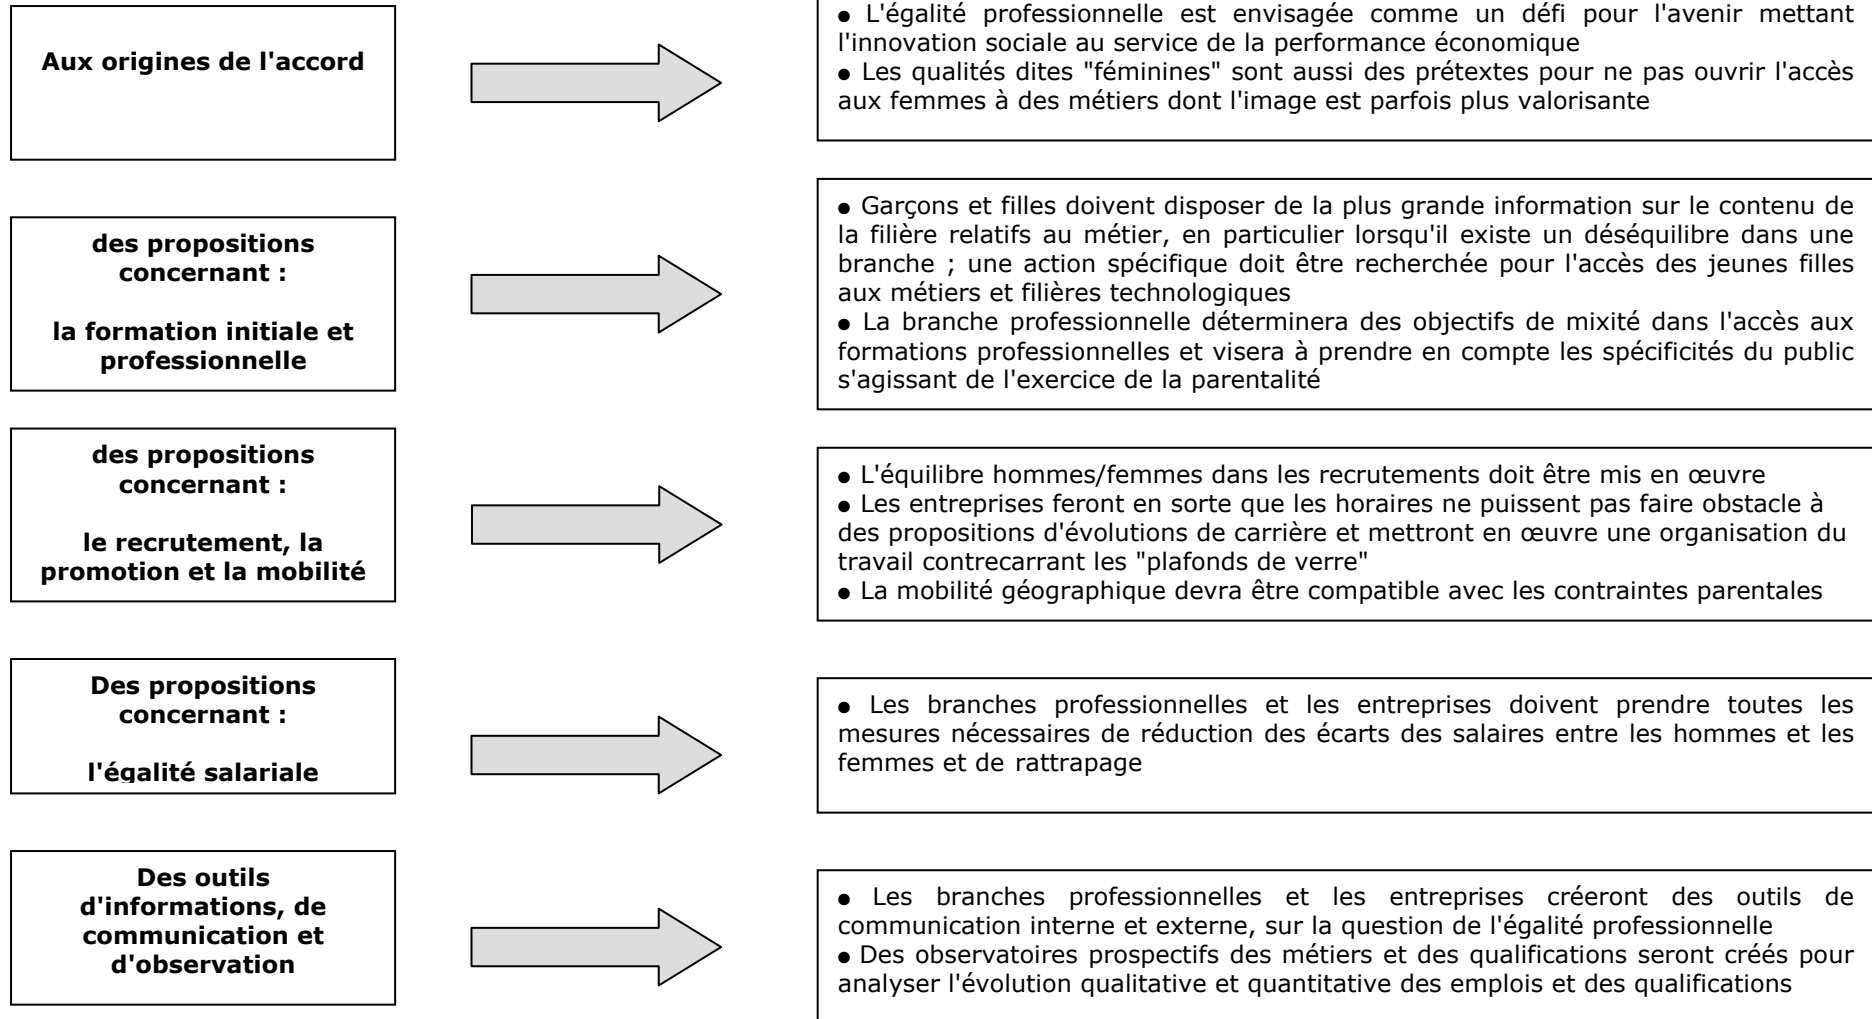 Aux origines de l'accord
● L'égalité professionnelle est envisagée comme un défi pour l'avenir mettant
l'innovation sociale au service de la performance économique
● Les qualités dites "féminines" sont aussi des prétextes pour ne pas ouvrir l'accès
aux femmes à des métiers dont l'image est parfois plus valorisante
des propositions
concernant :
la formation initiale et
professionnelle
● Garçons et filles doivent disposer de la plus grande information sur le contenu de
la filière relatifs au métier, en particulier lorsqu'il existe un déséquilibre dans une
branche ; une action spécifique doit être recherchée pour l'accès des jeunes filles
aux métiers et filières technologiques
● La branche professionnelle déterminera des objectifs de mixité dans l'accès aux
formations professionnelles et visera à prendre en compte les spécificités du public
s'agissant de l'exercice de la parentalité
des propositions
concernant :
le recrutement, la
promotion et la mobilité
● L'équilibre hommes/femmes dans les recrutements doit être mis en œuvre
● Les entreprises feront en sorte que les horaires ne puissent pas faire obstacle à
des propositions d'évolutions de carrière et mettront en œuvre une organisation du
travail contrecarrant les "plafonds de verre"
● La mobilité géographique devra être compatible avec les contraintes parentales
Des propositions
concernant :
l'égalité salariale
● Les branches professionnelles et les entreprises doivent prendre toutes les
mesures nécessaires de réduction des écarts des salaires entre les hommes et les
femmes et de rattrapage
Des outils
d'informations, de
communication et
d'observation
● Les branches professionnelles et les entreprises créeront des outils de
communication interne et externe, sur la question de l'égalité professionnelle
● Des observatoires prospectifs des métiers et des qualifications seront créés pour
analyser l'évolution qualitative et quantitative des emplois et des qualifications